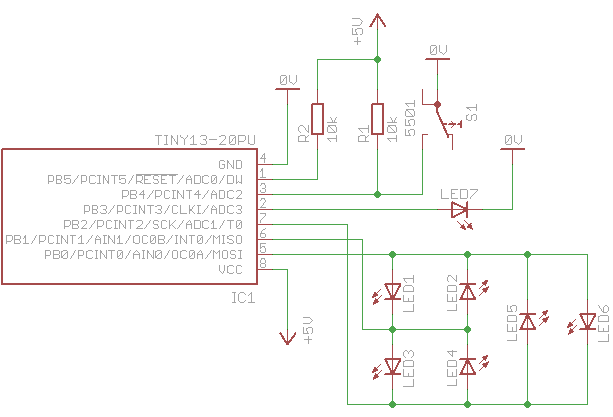 +5V
0V
0V
5501
S1
R2
10k
R1
10k
TINY13-20PU
0V
GND
4
PB5/PCINT5/RESET/ADC0/DW
1
PB4/PCINT4/ADC2
3
PB3/PCINT3/CLKI/ADC3
2
LED7
PB2/PCINT2/SCK/ADC1/T0
7
PB1/PCINT1/AIN1/OC0B/INT0/MISO
6
PB0/PCINT0/AIN0/OC0A/MOSI
5
VCC
8
IC1
LED1
LED2
+5V
LED5
LED6
LED3
LED4